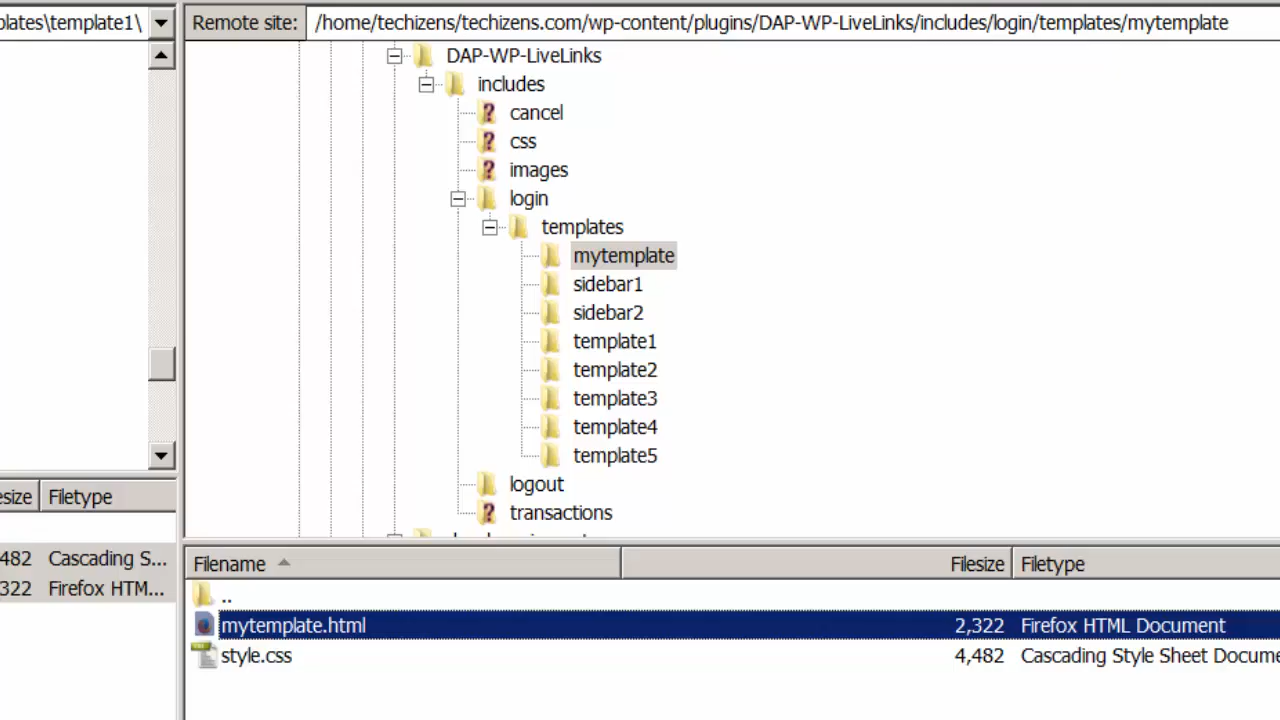 plates\template1\
Remote site: /home/techizens/techizens.com/wp-content/plugins/DAP-WP-LiveLinks/includes/login/templates/mytemplate
DAP-WP-LiveLinks
includes
cancel
css
images
login
templates
mytemplate
sidebar1
sidebar2
template1
template2
template3
template4
template5
logout
transactions
esize Filetype
482 Cascading S...
322 Firefox HTM...
Filename Filesize Filetype
..
mytemplate.html 2,322 Firefox HTML Document
style.css 4,482 Cascading Style Sheet Docume